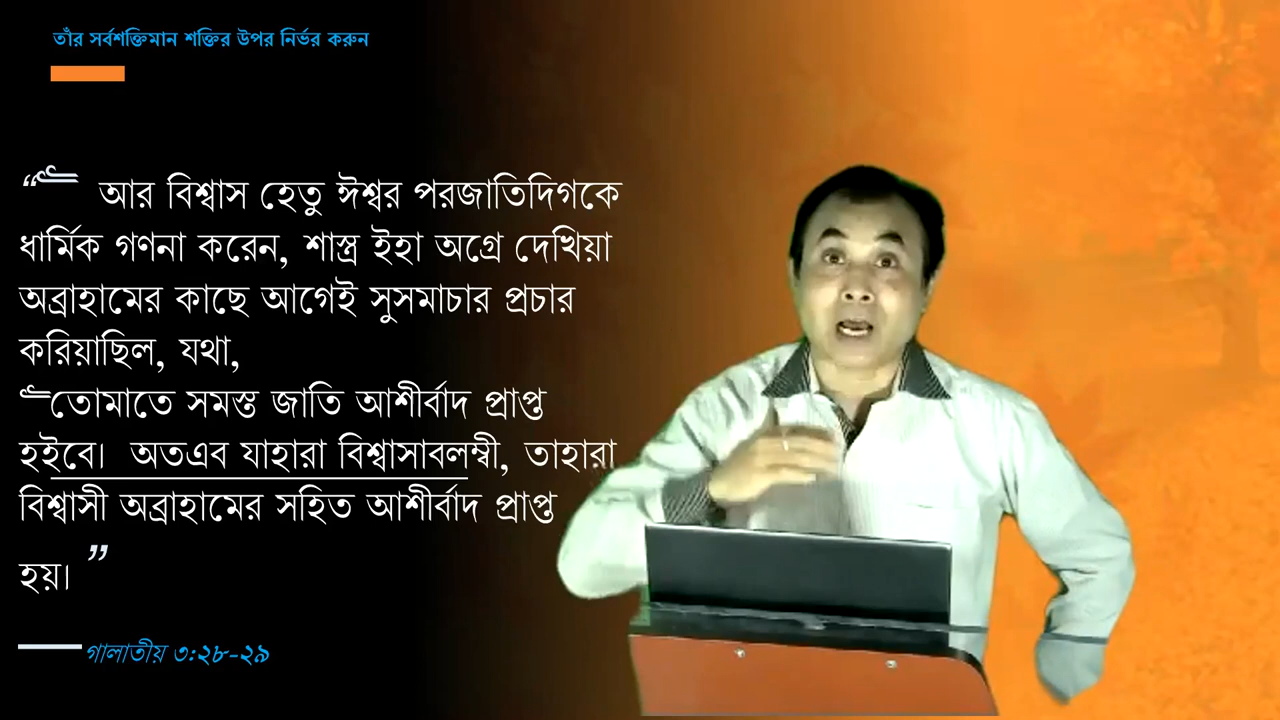 তাঁর সর্বশক্তিমান শক্তির উপর নির্ভর করুন
“ আর বিশ্বাস হেতু ঈশ্বর পরজাতিদিগকে
ধার্মিক গণনা করেন, শাস্ত্র ইহা অগ্রে দেখিয়া
অব্রাহামের কাছে আগেই সুসমাচার প্রচার
করিয়াছিল, যথা,
তোমাতে সমস্ত জাতি আশীর্বাদ প্রাপ্ত
হইবে। অতএব যাহারা বিশ্বাসাবলম্বী, তাহারা
বিশ্বাসী অব্রাহামের সহিত আশীর্বাদ প্রাপ্ত
হয়। ”
গালাতীয় ৩:২৮-২৯